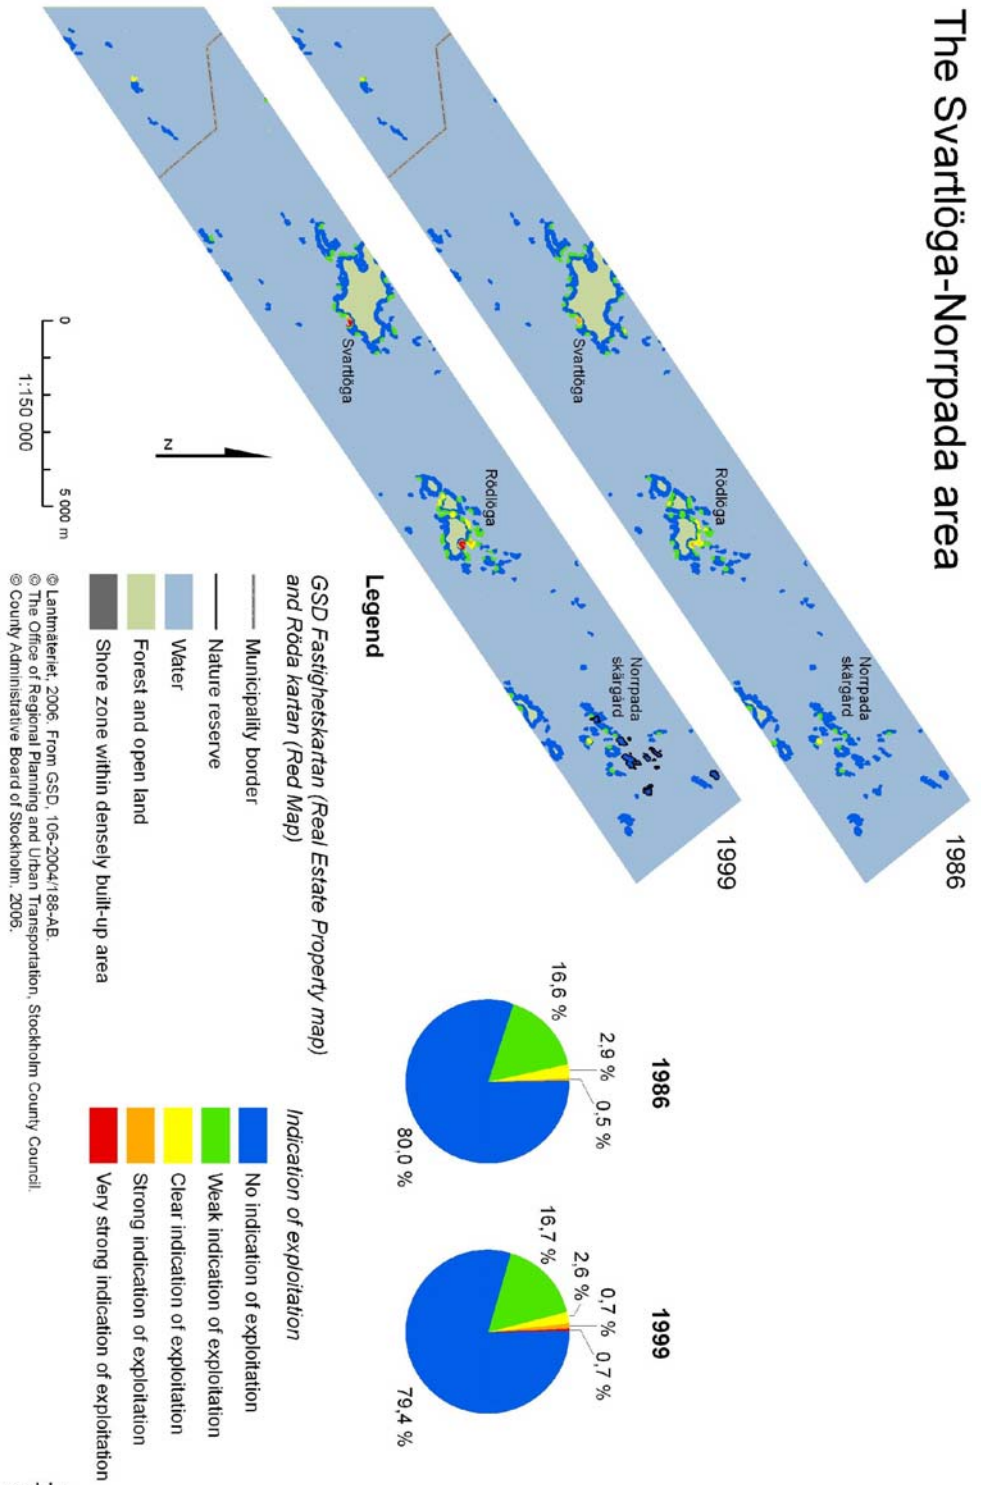 The Svartlöga-Norrpada area
1986
Svartlöga
Rödlöga
Norrpada
skärgård
1999
Svartlöga
Rödlöga
Norrpada
skärgård
0
5 000 m
1:150 000
N
1986
16,6 %
2,9 %
0,5 %
80,0 %
1999
16,7 %
2,6 %
0,7 %
0,7 %
79,4 %
Legend
GSD Fastighetskartan (Real Estate Property map)
and Röda kartan (Red Map)
Municipality border
Nature reserve
Water
Forest and open land
Shore zone within densely built-up area
Indication of exploitation
No indication of exploitation
Weak indication of exploitation
Clear indication of exploitation
Strong indication of exploitation
Very strong indication of exploitation
© Lantmäteriet, 2006. From GSD, 106-2004/188-AB.
© The Office of Regional Planning and Urban Transportation, Stockholm County Council.
© County Administrative Board of Stockholm, 2006.